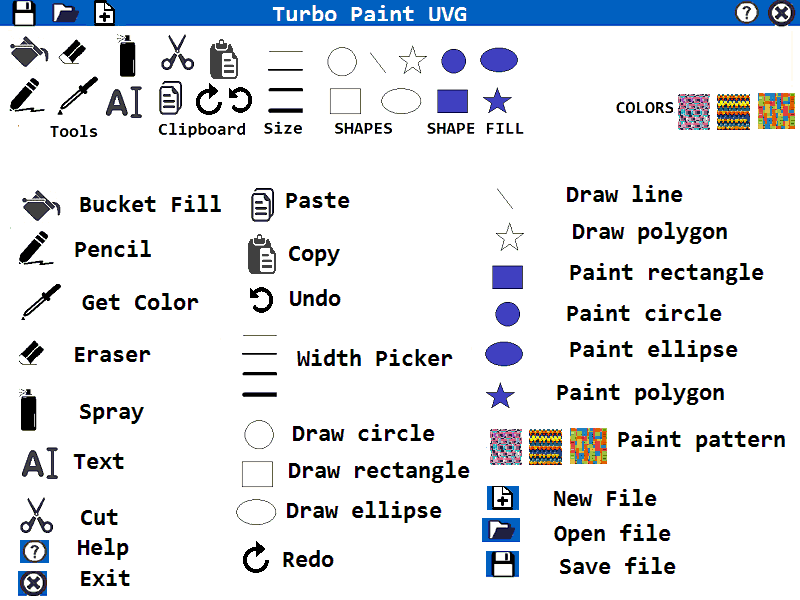 Turbo Paint UVG
?
AI
Tools
Clipboard
Size
SHAPES
SHAPE FILL
COLORS
Bucket Fill
Pencil
Get Color
Eraser
Spray
AI
Text
Cut
?
Help
Exit
Paste
Copy
Undo
Width Picker
Draw circle
Draw rectangle
Draw ellipse
Redo
Draw line
Draw polygon
Paint rectangle
Paint circle
Paint ellipse
Paint polygon
Paint pattern
New File
Open file
Save file